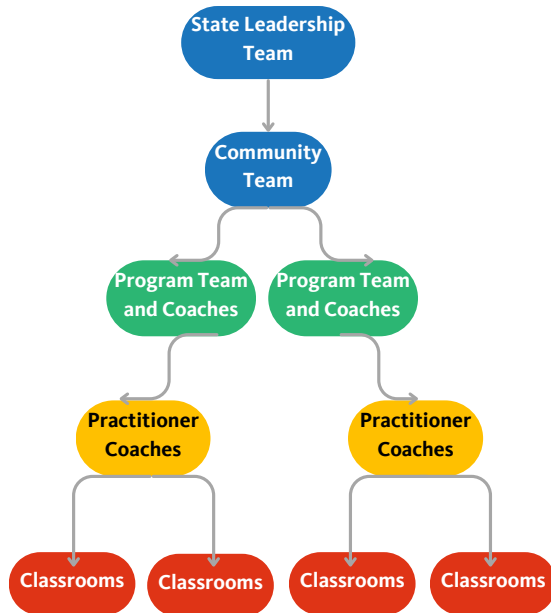 State Leadership
Team
Community
Team
Program Team
and Coaches
Program Team
and Coaches
Practitioner
Coaches
Practitioner
Coaches
Classrooms
Classrooms
Classrooms
Classrooms